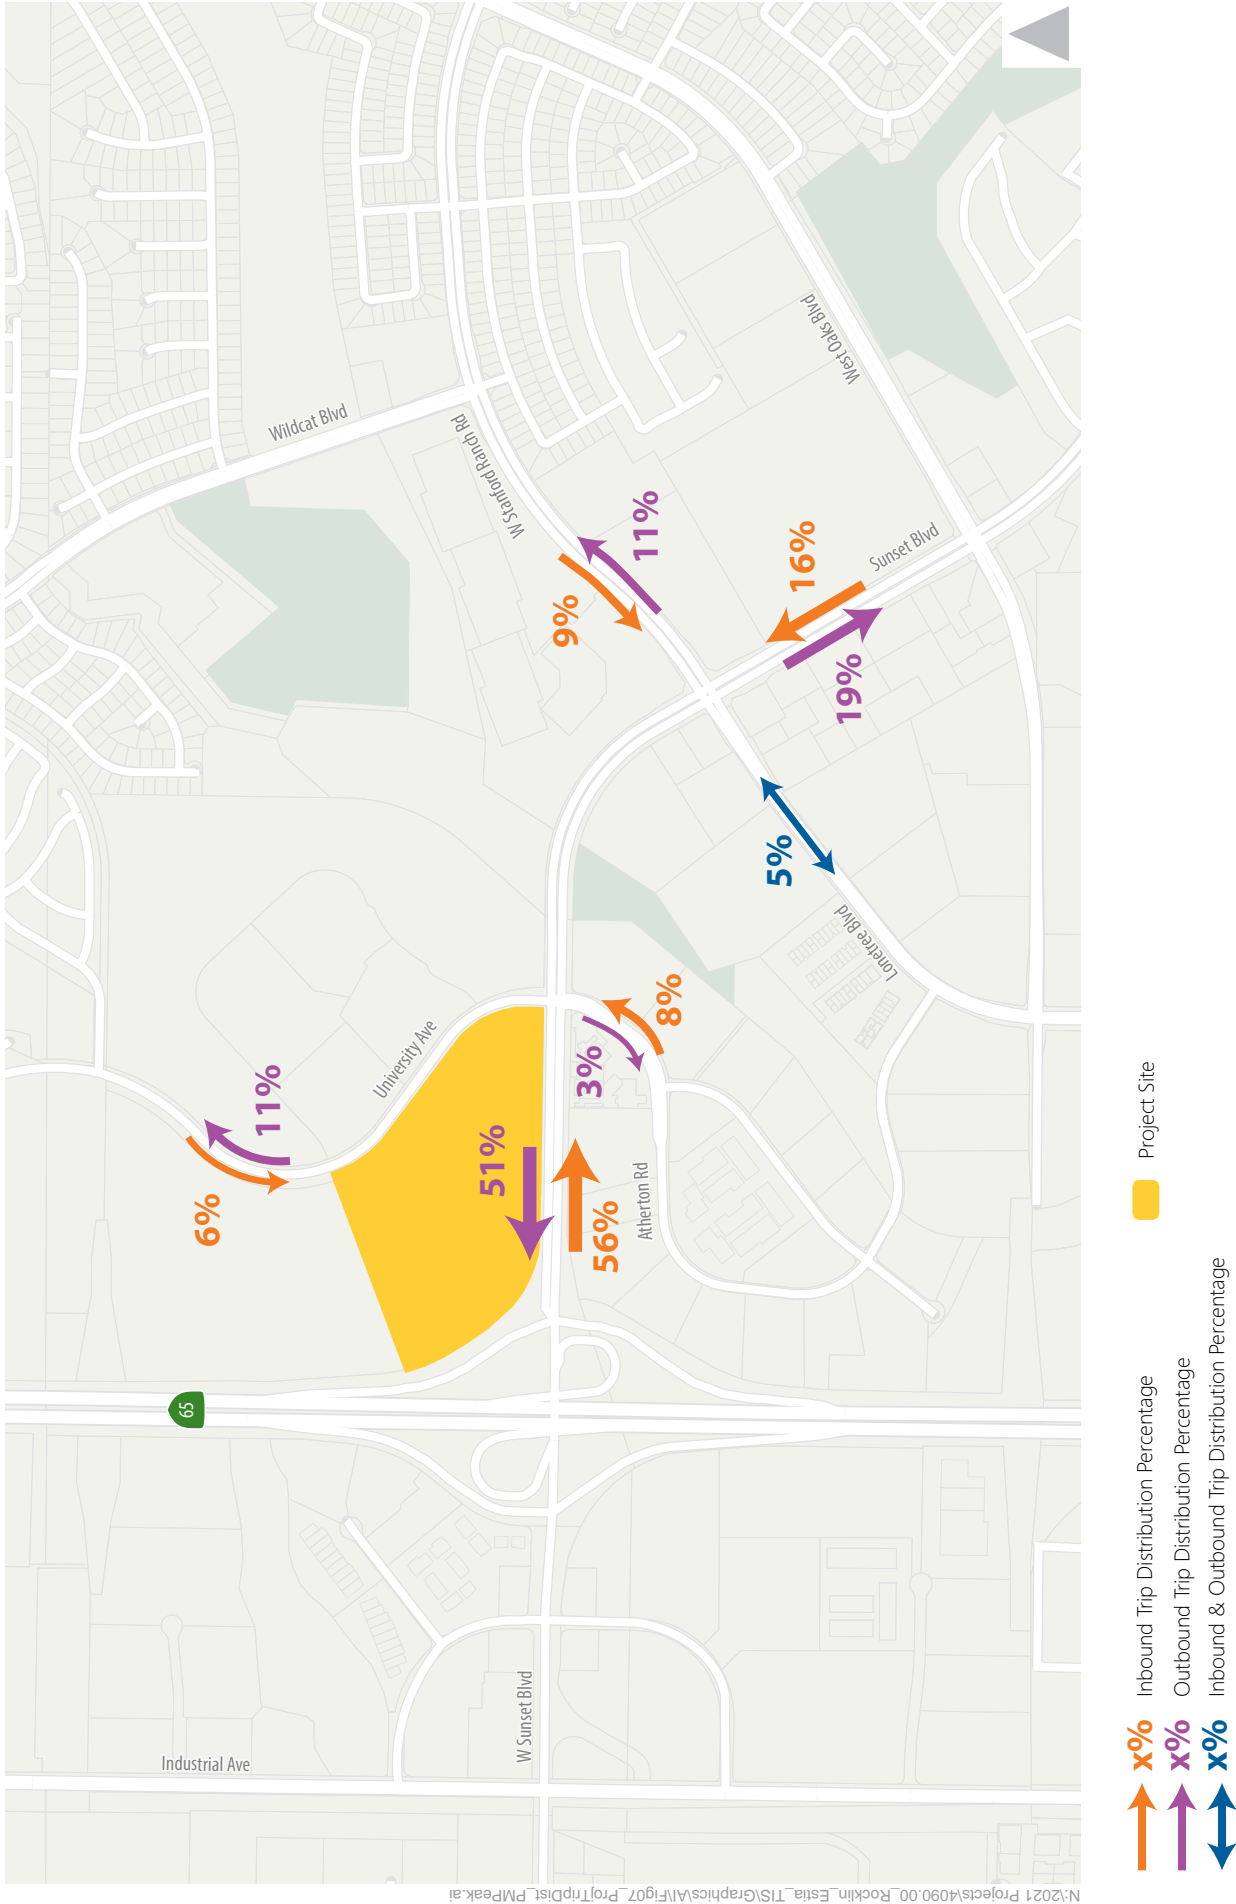 Wildcat Blvd
W Stanford Ranch Rd
West Oaks Blvd
Sunset Blvd
11%
9%
16%
19%
5%
Lonetree Blvd
University Ave
11%
6%
8%
3%
51%
56%
Atherton Rd
65
W Sunset Blvd
Industrial Ave
x% Inbound Trip Distribution Percentage
x% Outbound Trip Distribution Percentage
x% Inbound & Outbound Trip Distribution Percentage
Project Site
N:\2021 Projects\4090.00_Rocklin_Estia_TIS\Graphics\AI\Fig07_ProjTripDist_PMPeak.ai